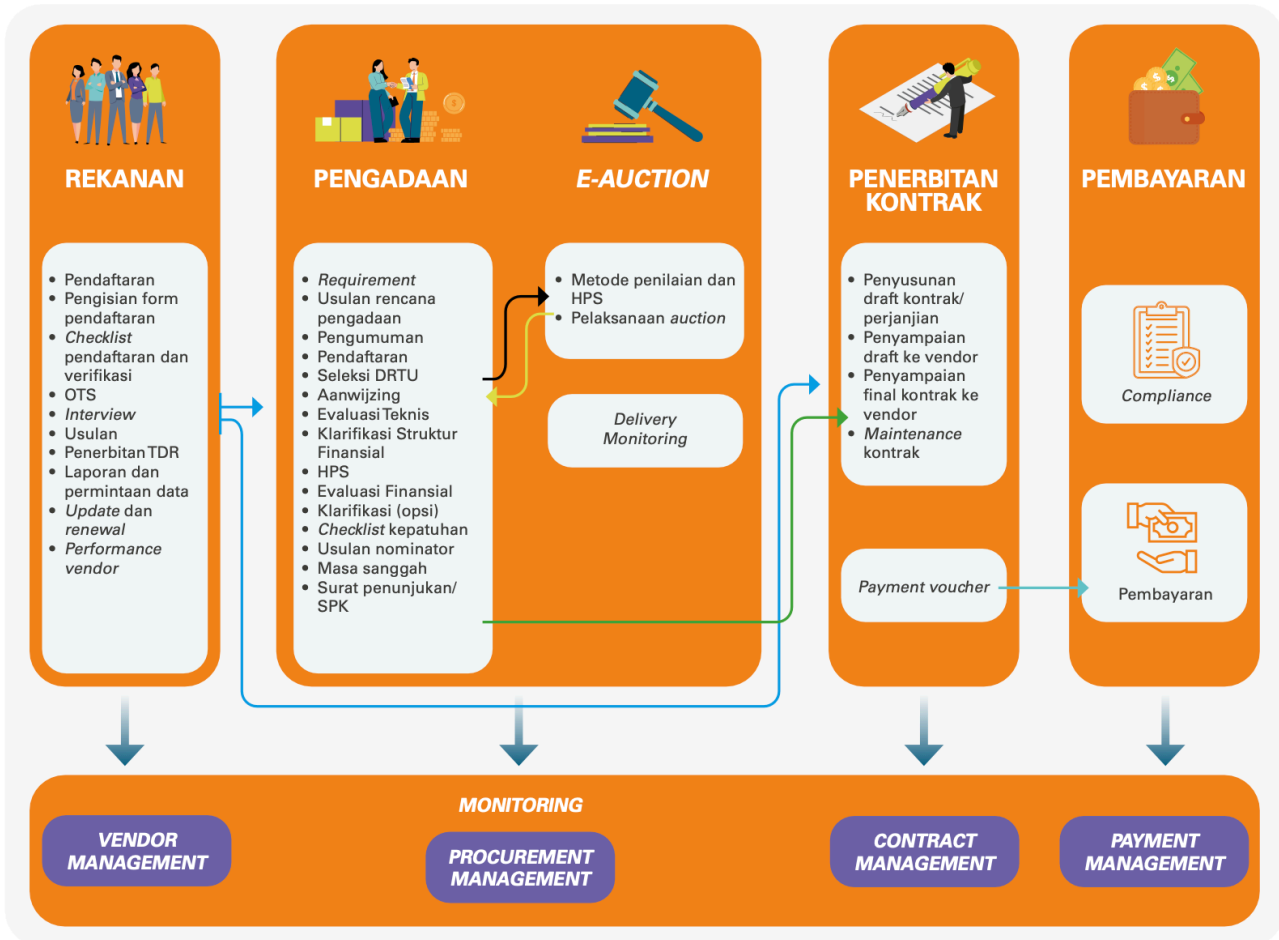 REKANAN
• Pendaftaran
• Pengisian form
pendaftaran
• Checklist
pendaftaran dan
verifikasi
• OTS
• Interview
• Usulan
• Penerbitan TDR
• Laporan dan
permintaan data
• Update dan
renewal
• Performance
vendor
PENGADAAN
• Requirement
• Usulan rencana
pengadaan
• Pengumuman
• Pendaftaran
• Seleksi DRTU
• Aanwijzing
• Evaluasi Teknis
• Klarifikasi Struktur
Finansial
• HPS
• Evaluasi Finansial
• Klarifikasi (opsi)
• Checklist kepatuhan
• Usulan nominator
• Masa sanggah
• Surat penunjukan/
SPK
E-AUCTION
• Metode penilaian dan
HPS
• Pelaksanaan auction
Delivery
Monitoring
PENERBITAN
KONTRAK
• Penyusunan
draft kontrak/
perjanjian
• Penyampaian
draft ke vendor
• Penyampaian
final kontrak ke
vendor
• Maintenance
kontrak
Payment voucher
PEMBAYARAN
Compliance
Pembayaran
MONITORING
VENDOR
MANAGEMENT
PROCUREMENT
MANAGEMENT
CONTRACT
MANAGEMENT
PAYMENT
MANAGEMENT